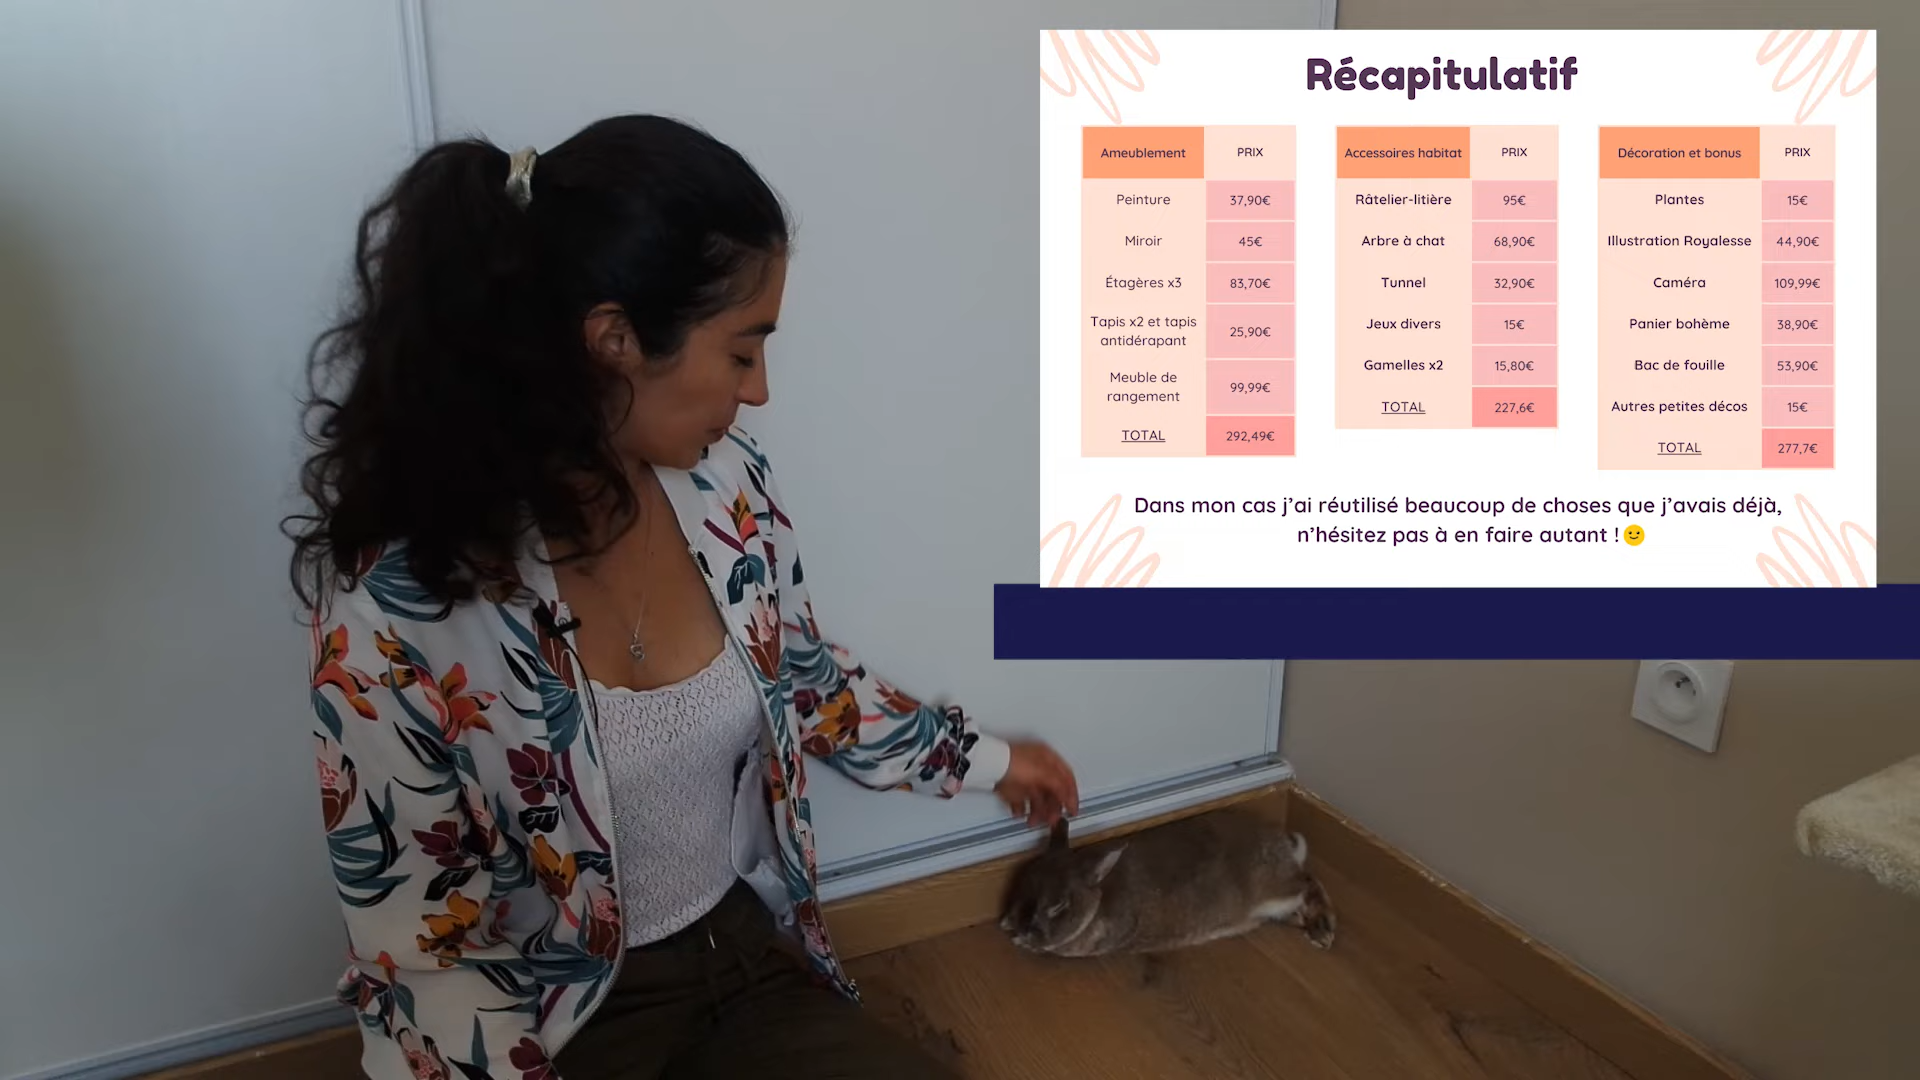 Récapitulatif
Ameublement PRIX
Peinture 37,90€
Miroir 45€
Étagères x3 83,70€
Tapis x2 et tapis
antidérapant 25,90€
Meuble de
rangement 99,99€
TOTAL 292,49€
Accessoires habitat PRIX
Râtelier-litière 95€
Arbre à chat 68,90€
Tunnel 32,90€
Jeux divers 15€
Gamelles x2 15,80€
TOTAL 227,6€
Décoration et bonus PRIX
Plantes 15€
Illustration Royalesse 44,90€
Caméra 109,99€
Panier bohème 38,90€
Bac de fouille 53,90€
Autres petites décos 15€
TOTAL 277,7€
Dans mon cas j'ai réutilisé beaucoup de choses que j'avais déjà,
n'hésitez pas à en faire autant ! 🙂